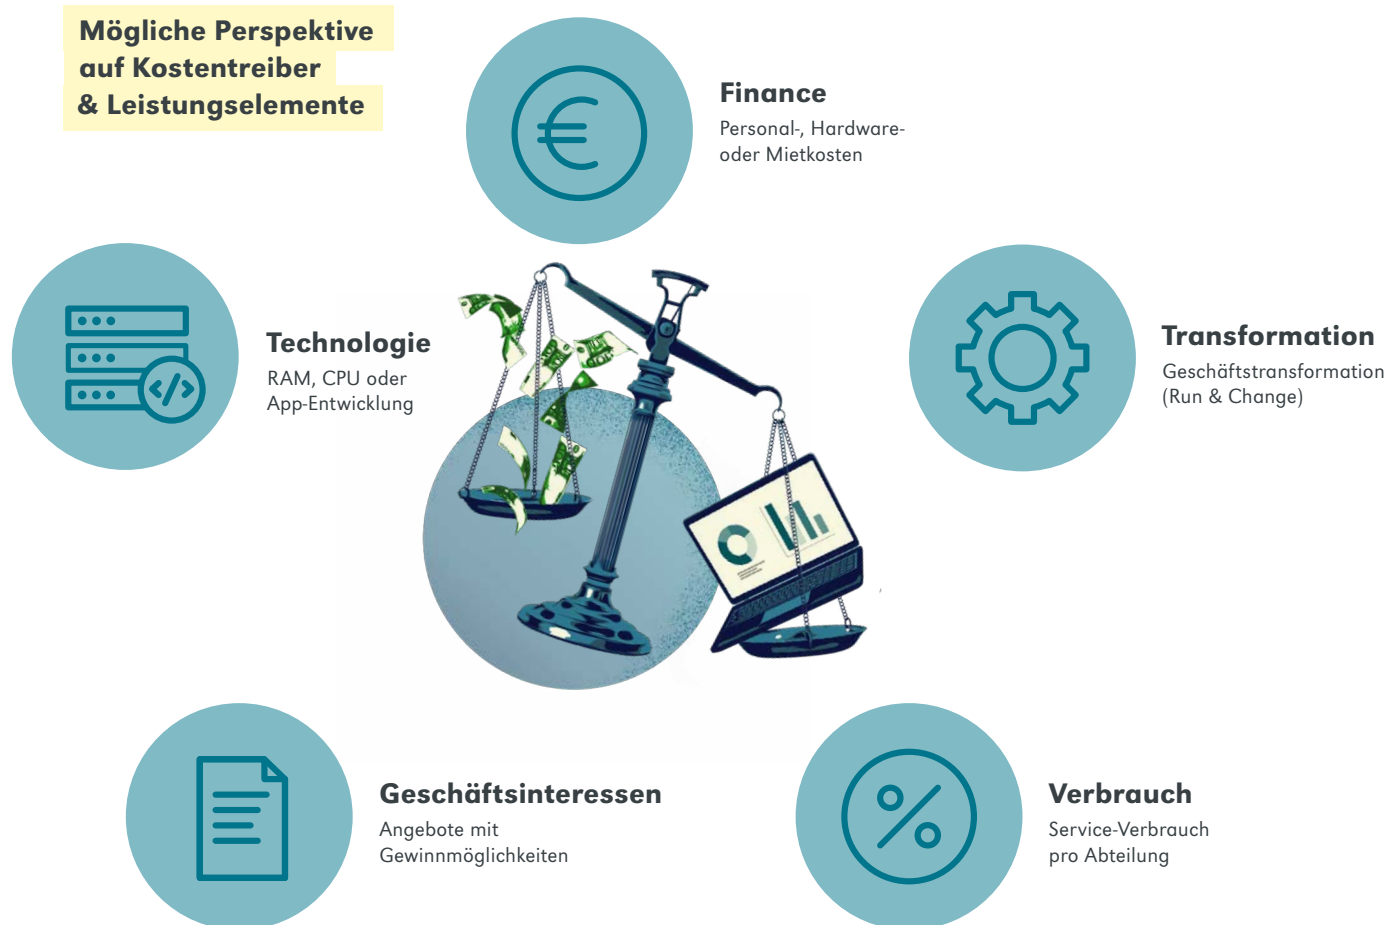 Mögliche Perspektive
auf Kostentreiber
& Leistungselemente
Finance
Personal-, Hardware-
oder Mietkosten
Technologie
RAM, CPU oder
App-Entwicklung
Transformation
Geschäftstransformation
(Run & Change)
Geschäftsinteressen
Angebote mit
Gewinnmöglichkeiten
Verbrauch
Service-Verbrauch
pro Abteilung